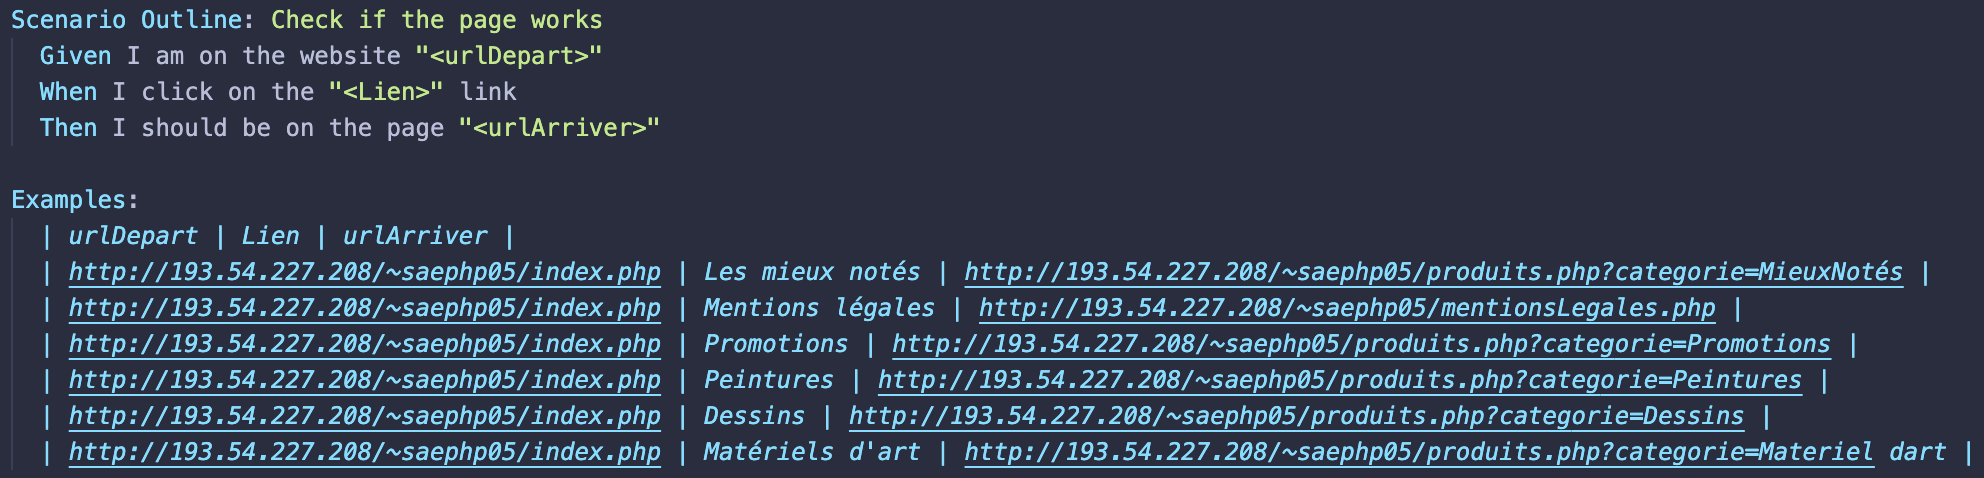 Scenario Outline: Check if the page works
Given I am on the website "<urlDepart>"
When I click on the "<Lien>" link
Then I should be on the page "<urlArriver>"
Examples:
| urlDepart | Lien | urlArriver |
| http://193.54.227.208/~saephp05/index.php | Les mieux notés | http://193.54.227.208/~saephp05/produits.php?categorie=MieuxNotés |
| http://193.54.227.208/~saephp05/index.php | Mentions légales | http://193.54.227.208/~saephp05/mentionsLegales.php |
| http://193.54.227.208/~saephp05/index.php | Promotions | http://193.54.227.208/~saephp05/produits.php?categorie=Promotions |
| http://193.54.227.208/~saephp05/index.php | Peintures | http://193.54.227.208/~saephp05/produits.php?categorie=Peintures |
| http://193.54.227.208/~saephp05/index.php | Dessins | http://193.54.227.208/~saephp05/produits.php?categorie=Dessins |
| http://193.54.227.208/~saephp05/index.php | Matériels d'art | http://193.54.227.208/~saephp05/produits.php?categorie=Materiel dart |